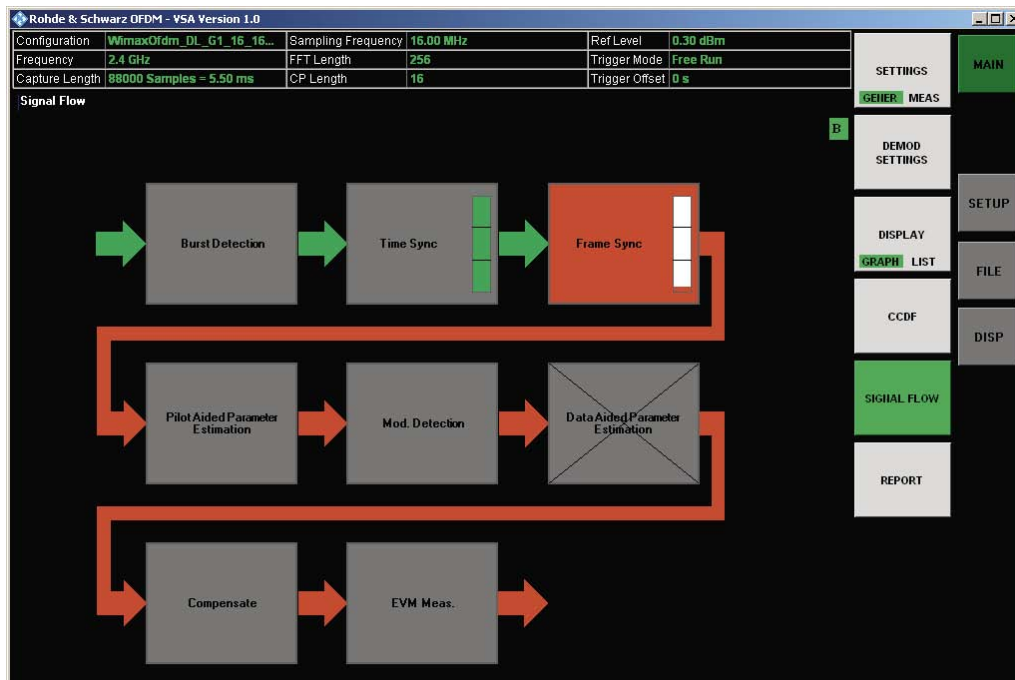 Rohde & Schwarz OFDM - VSA Version 1.0
Configuration WimaxOfdm_DL_G1_16_16... Sampling Frequency 16.00 MHz Ref Level 0.30 dBm
Frequency 2.4 GHz FFT Length 256 Trigger Mode Free Run
Capture Length 88000 Samples = 5.50 ms CP Length 16 Trigger Offset 0 s
Signal Flow
B
Burst Detection
Time Sync
Frame Sync
Pilot Aided Parameter
Estimation
Mod. Detection
Data Aided Parameter
Estimation
Compensate
EVM Meas.
SETTINGS
GENER MEAS
DEMOD
SETTINGS
DISPLAY
GRAPH LIST
CCDF
SIGNAL FLOW
REPORT
MAIN
SETUP
FILE
DISP